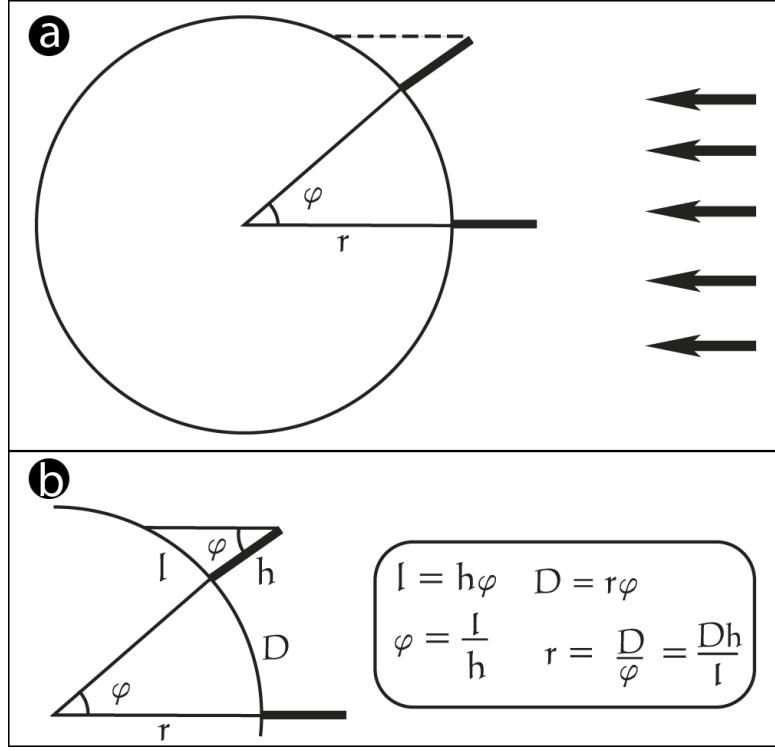 a
φ
r
b
l
φ
h
D
φ
r
l = hφ D = rφ
φ = l/h r = D/φ = Dh/l